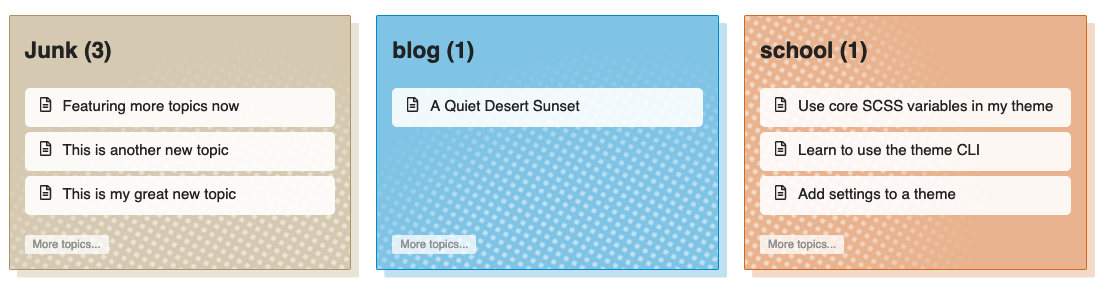 Junk (3)
Featuring more topics now
This is another new topic
This is my great new topic
More topics...
blog (1)
A Quiet Desert Sunset
More topics...
school (1)
Use core SCSS variables in my theme
Learn to use the theme CLI
Add settings to a theme
More topics...